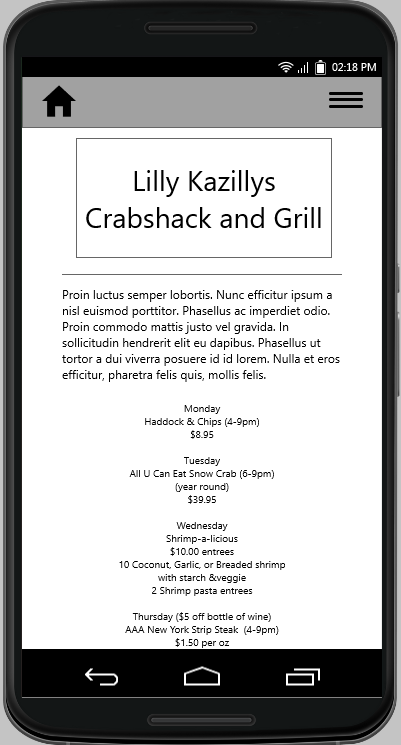 02:18 PM
Lilly Kazillys
Crabshack and Grill
Proin luctus semper lobortis. Nunc efficitur ipsum a
nisl euismod porttitor. Phasellus ac imperdiet odio.
Proin commodo mattis justo vel gravida. In
sollicitudin hendrerit elit eu dapibus. Phasellus ut
tortor a dui viverra posuere id id lorem. Nulla et eros
efficitur, pharetra felis quis, mollis felis.
Monday
Haddock & Chips (4-9pm)
$8.95
Tuesday
All U Can Eat Snow Crab (6-9pm)
(year round)
$39.95
Wednesday
Shrimp-a-licious
$10.00 entrees
10 Coconut, Garlic, or Breaded shrimp
with starch &veggie
2 Shrimp pasta entrees
Thursday ($5 off bottle of wine)
AAA New York Strip Steak (4-9pm)
$1.50 per oz